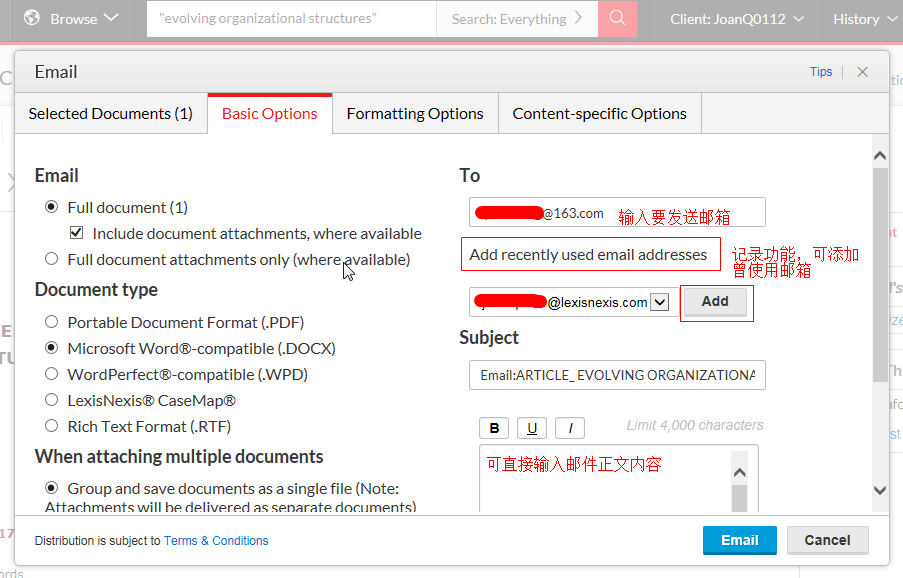 Browse
"evolving organizational structures"
Search: Everything
Client: JoanQ0112
History
Email
Tips
Selected Documents (1)
Basic Options
Formatting Options
Content-specific Options
Email
Full document (1)
Include document attachments, where available
Full document attachments only (where available)
Document type
Portable Document Format (.PDF)
Microsoft Word®-compatible (.DOCX)
WordPerfect®-compatible (.WPD)
LexisNexis® CaseMap®
Rich Text Format (.RTF)
When attaching multiple documents
Group and save documents as a single file (Note:
Attachments will be delivered as separate documents)
To
@163.com 输入要发送邮箱
Add recently used email addresses
记录功能，可添加
曾使用邮箱
@lexisnexis.com
Add
Subject
Email:ARTICLE_ EVOLVING ORGANIZATIONA
B U I
Limit 4,000 characters
可直接输入邮件正文内容
Distribution is subject to Terms & Conditions
Email
Cancel